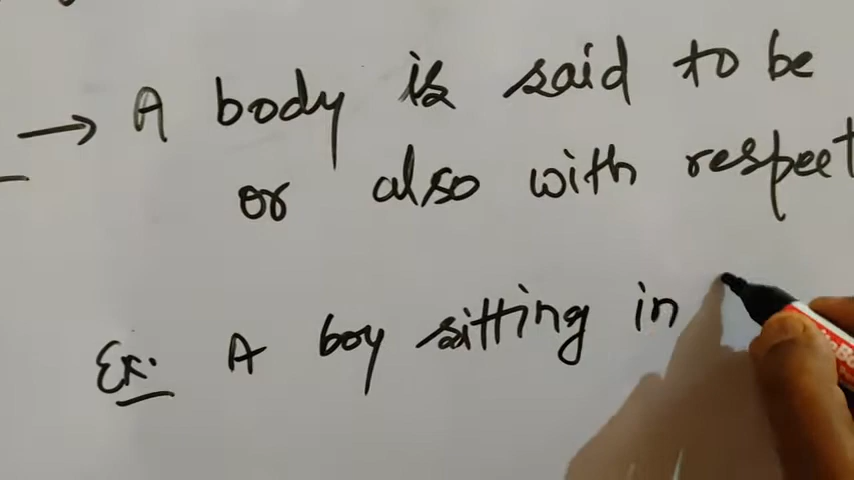 → A body is said to be
or also with respect
Ex: A boy sitting in